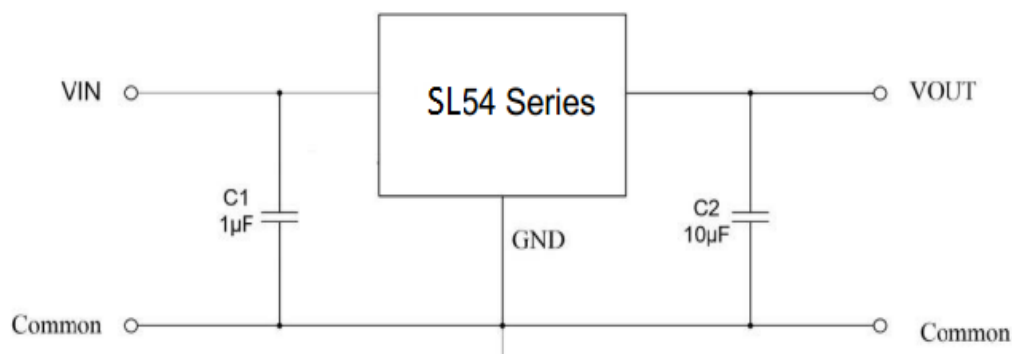 VIN
SL54 Series
VOUT
C1
1µF
GND
C2
10µF
Common
Common